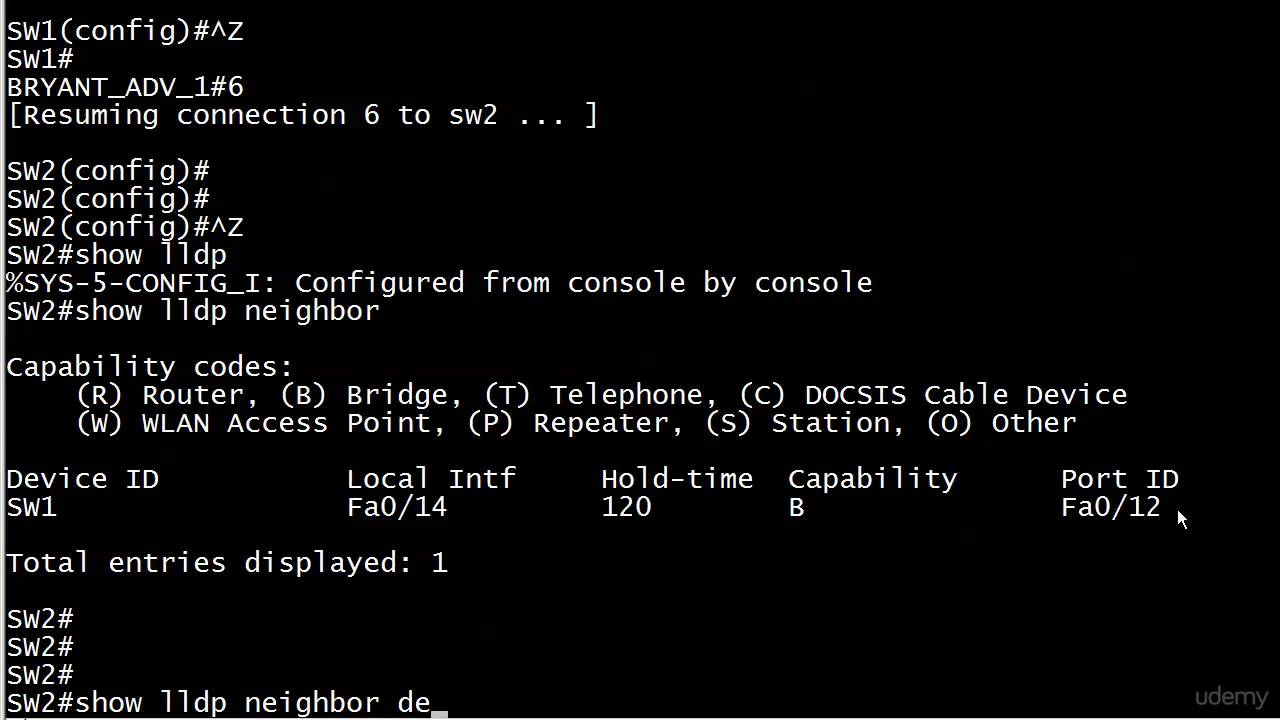 SW1(config)#^Z
SW1#
BRYANT_ADV_1#6
[Resuming connection 6 to sw2 ... ]
SW2(config)#
SW2(config)#
SW2(config)#^Z
SW2#show lldp
%SYS-5-CONFIG_I: Configured from console by console
SW2#show lldp neighbor
Capability codes:
(R) Router, (B) Bridge, (T) Telephone, (C) DOCSIS Cable Device
(W) WLAN Access Point, (P) Repeater, (S) Station, (O) Other
Device ID Local Intf Hold-time Capability Port ID
SW1 Fa0/14 120 B Fa0/12
Total entries displayed: 1
SW2#
SW2#
SW2#
SW2#show lldp neighbor de
udemy